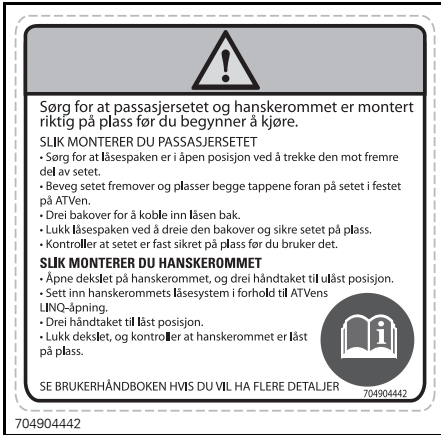 Sørg for at passasjersetet og hanskerommet er montert
riktig på plass før du begynner å kjøre.
SLIK MONTERER DU PASSASJERSETET
• Sørg for at låsespaken er i åpen posisjon ved å trekke den mot fremre
del av setet.
• Beveg setet fremover og plasser begge tappene foran på setet i festet
på ATVen.
• Drei bakover for å koble inn låsen bak.
• Lukk låsespaken ved å dreie den bakover og sikre setet på plass.
• Kontroller at setet er fast sikret på plass før du bruker det.
SLIK MONTERER DU HANSKEROMMET
• Åpne dekslet på hanskerommet, og drei håndtaket til ulåst posisjon.
• Sett inn hanskerommets låsesystem i forhold til ATVens
LINQ-åpning.
• Drei håndtaket til låst posisjon.
• Lukk dekslet, og kontroller at hanskerommet er låst
på plass.
SE BRUKERHÅNDBOKEN HVIS DU VIL HA FLERE DETALJER
704904442
704904442